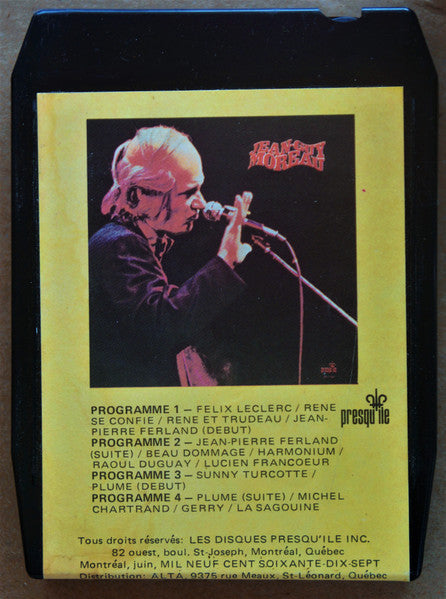 JEAN-GUY
MOREAU
presqu'ile
PROGRAMME 1 — FELIX LECLERC / RENE
SE CONFIE / RENE ET TRUDEAU / JEAN-
PIERRE FERLAND (DEBUT)
PROGRAMME 2 — JEAN-PIERRE FERLAND
(SUITE) / BEAU DOMMAGE / HARMONIUM /
RAOUL DUGUAY / LUCIEN FRANCOEUR
PROGRAMME 3 — SUNNY TURCOTTE /
PLUME (DEBUT)
PROGRAMME 4 — PLUME (SUITE) / MICHEL
CHARTRAND / GERRY / LA SAGOUINE
presqu'ile
Tous droits réservés: LES DISQUES PRESQU'ILE INC.
82 ouest, boul. St-Joseph, Montréal, Québec
Montréal, juin, MIL NEUF CENT SOIXANTE-DIX-SEPT
Distribution: ALTA, 9375 rue Meaux, St-Léonard, Québec